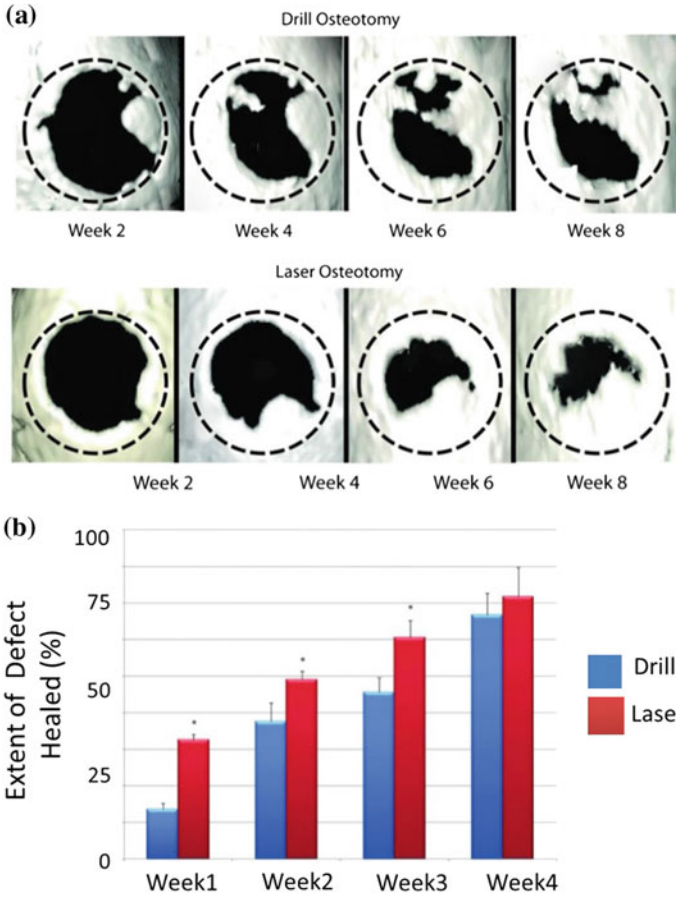 (a)
Drill Osteotomy
Week 2 Week 4 Week 6 Week 8
Laser Osteotomy
Week 2 Week 4 Week 6 Week 8
(b)
100
75
50
25
0
Extent of Defect
Healed (%)
* * *
Week1 Week2 Week3 Week4
Drill
Lase